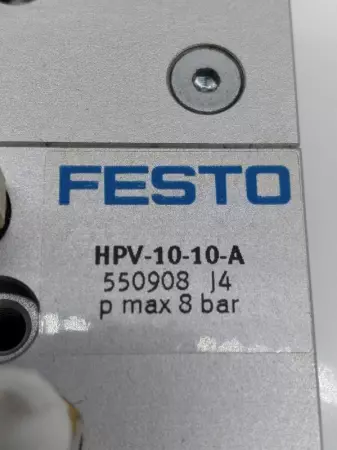 FESTO
HPV-10-10-A
550908 J4
p max 8 bar